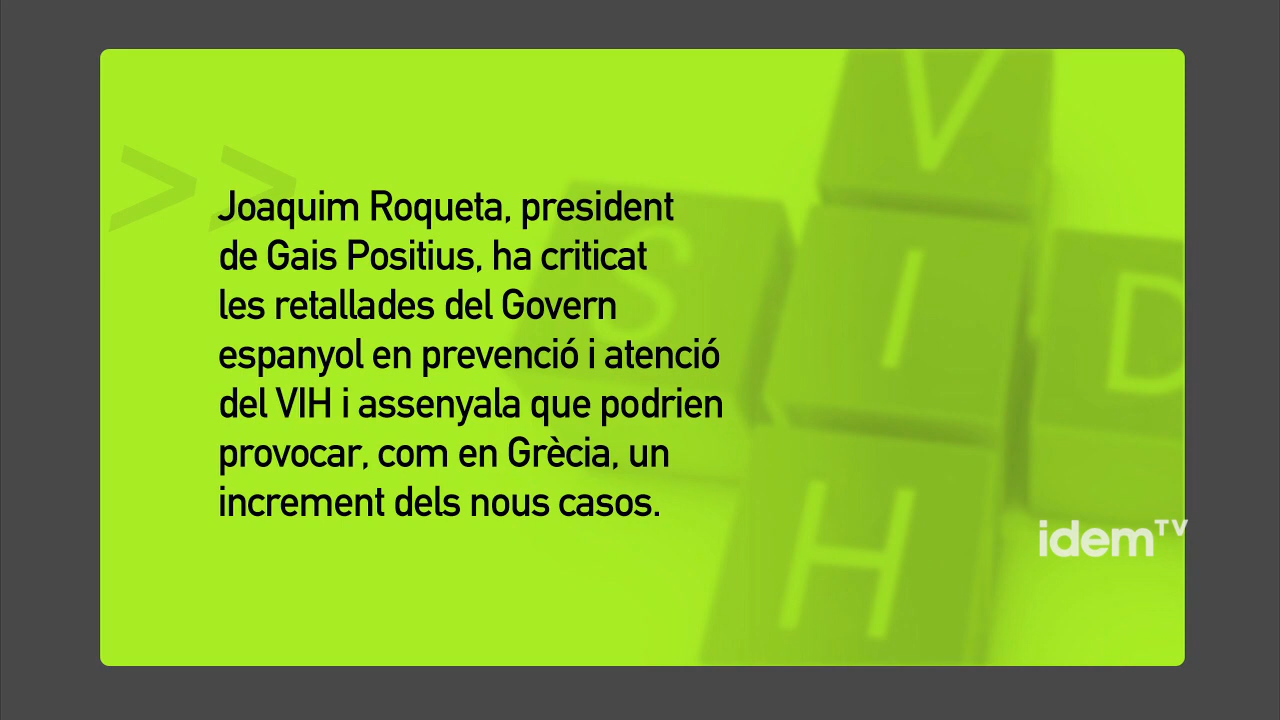 >>
Joaquim Roqueta, president
de Gais Positius, ha criticat
les retallades del Govern
espanyol en prevenció i atenció
del VIH i assenyala que podrien
provocar, com en Grècia, un
increment dels nous casos.
V
S I D
H
idemTV